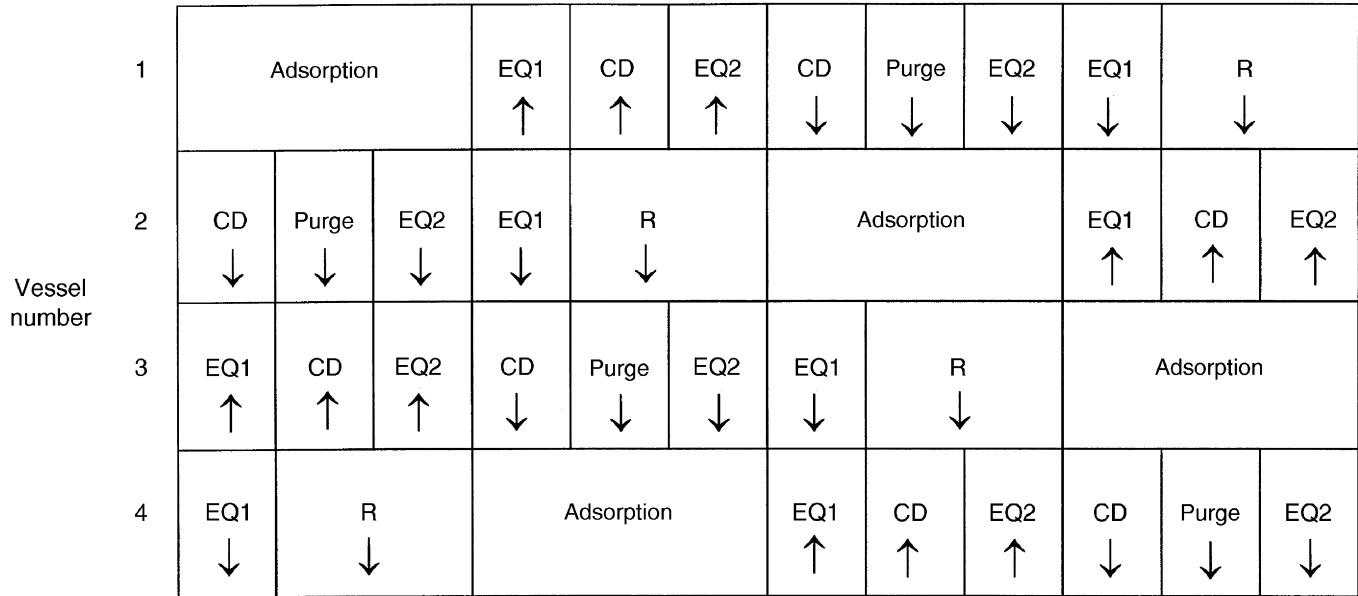 1 Adsorption EQ1 CD EQ2 CD Purge EQ2 EQ1 R
2 CD Purge EQ2 EQ1 R Adsorption EQ1 CD EQ2
Vessel
number
3 EQ1 CD EQ2 CD Purge EQ2 EQ1 R Adsorption
4 EQ1 R Adsorption EQ1 CD EQ2 CD Purge EQ2